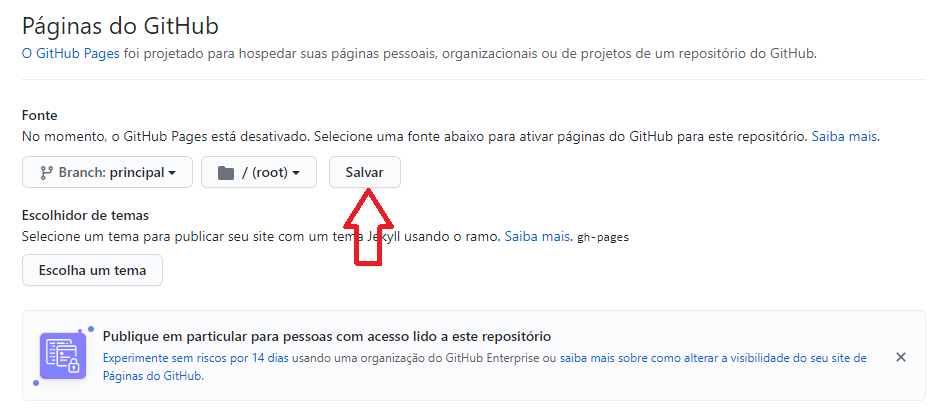 Páginas do GitHub
O GitHub Pages foi projetado para hospedar suas páginas pessoais, organizacionais ou de projetos de um repositório do GitHub.
Fonte
No momento, o GitHub Pages está desativado. Selecione uma fonte abaixo para ativar páginas do GitHub para este repositório. Saiba mais.
Branch: principal / (root) Salvar
Escolhidor de temas
Selecione um tema para publicar seu site com um tema Jekyll usando o ramo. Saiba mais. gh-pages
Escolha um tema
Publique em particular para pessoas com acesso lido a este repositório
Experimente sem riscos por 14 dias usando uma organização do GitHub Enterprise ou saiba mais sobre como alterar a visibilidade do seu site de
Páginas do GitHub.